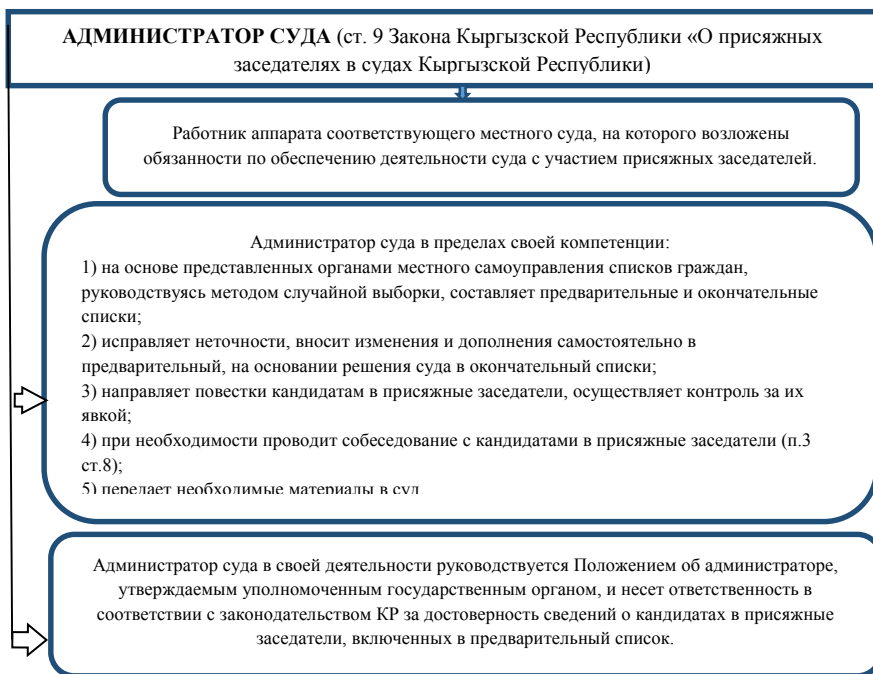 АДМИНИСТРАТОР СУДА (ст. 9 Закона Кыргызской Республики «О присяжных
заседателях в судах Кыргызской Республики)
Работник аппарата соответствующего местного суда, на которого возложены
обязанности по обеспечению деятельности суда с участием присяжных заседателей.
Администратор суда в пределах своей компетенции:
1) на основе представленных органами местного самоуправления списков граждан,
руководствуясь методом случайной выборки, составляет предварительные и окончательные
списки;
2) исправляет неточности, вносит изменения и дополнения самостоятельно в
предварительный, на основании решения суда в окончательный списки;
3) направляет повестки кандидатам в присяжные заседатели, осуществляет контроль за их
явкой;
4) при необходимости проводит собеседование с кандидатами в присяжные заседатели (п.3
ст.8);
5) передает необходимые материалы в суд
Администратор суда в своей деятельности руководствуется Положением об администраторе,
утверждаемым уполномоченным государственным органом, и несет ответственность в
соответствии с законодательством КР за достоверность сведений о кандидатах в присяжные
заседатели, включенных в предварительный список.